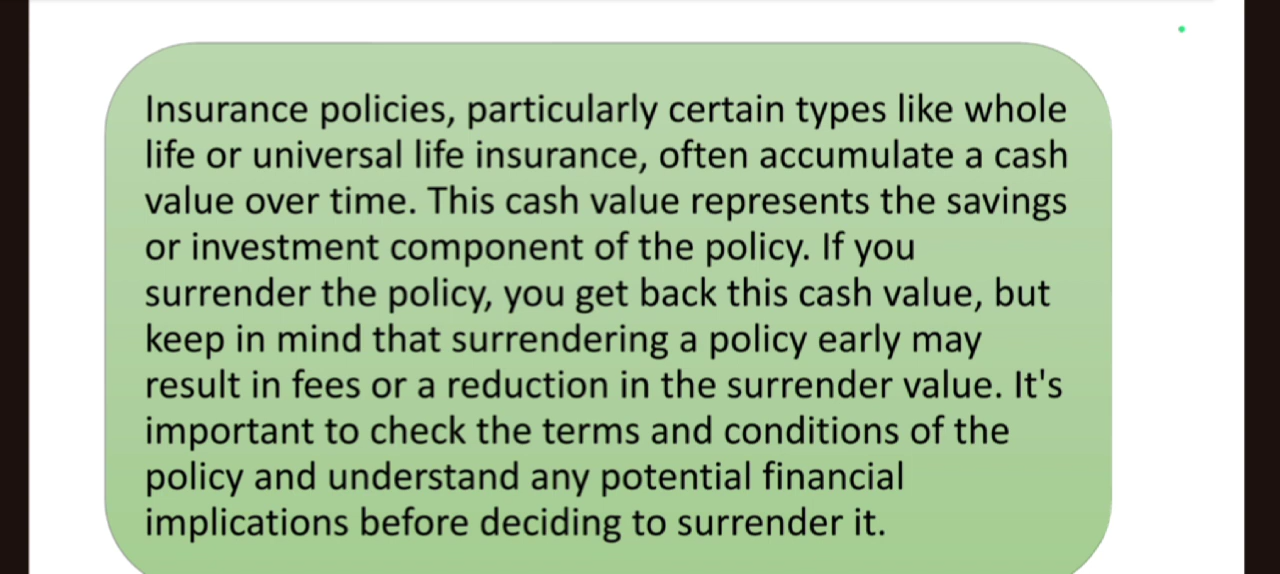 Insurance policies, particularly certain types like whole
life or universal life insurance, often accumulate a cash
value over time. This cash value represents the savings
or investment component of the policy. If you
surrender the policy, you get back this cash value, but
keep in mind that surrendering a policy early may
result in fees or a reduction in the surrender value. It's
important to check the terms and conditions of the
policy and understand any potential financial
implications before deciding to surrender it.